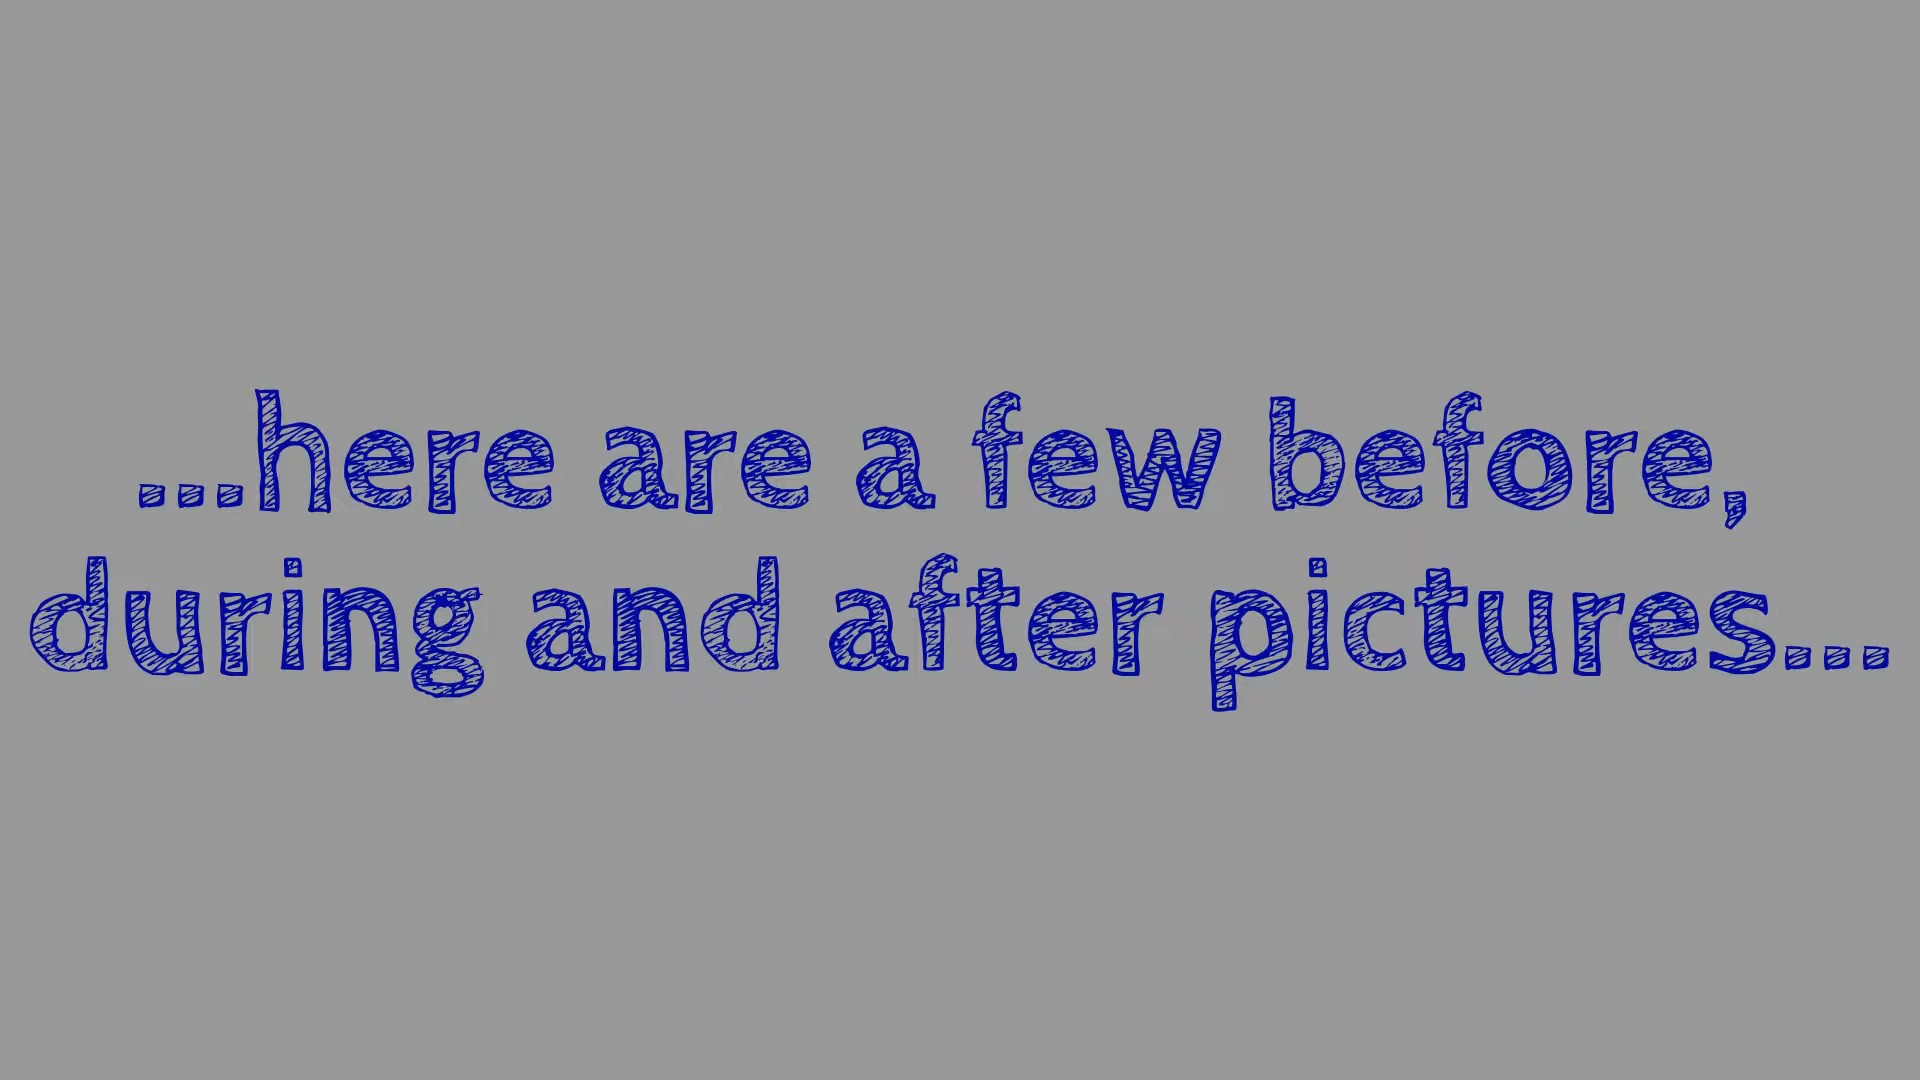 ...here are a few before,
during and after pictures...